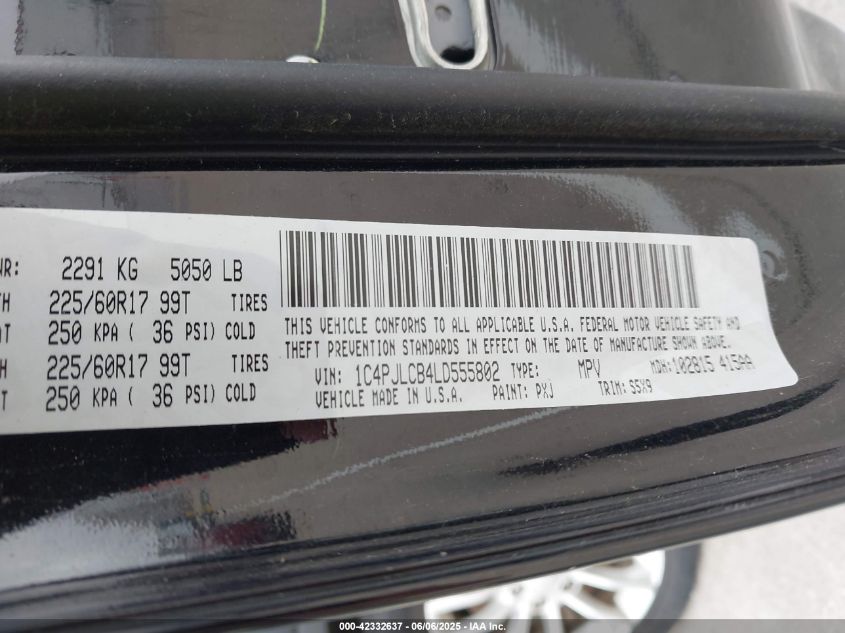 2291 KG 5050 LB
225/60R17 99T TIRES
250 KPA ( 36 PSI) COLD
225/60R17 99T TIRES
250 KPA ( 36 PSI) COLD
THIS VEHICLE CONFORMS TO ALL APPLICABLE U.S.A. FEDERAL MOTOR VEHICLE SAFETY AND
THEFT PREVENTION STANDARDS IN EFFECT ON THE DATE OF MANUFACTURE SHOWN ABOVE.
VIN: 1C4PJLCB4LD555802 TYPE: MPV MDH:102815 415AA
VEHICLE MADE IN U.S.A. PAINT: PXJ TRIM: S5X9
000-42332637 - 06/06/2025 - IAA Inc.